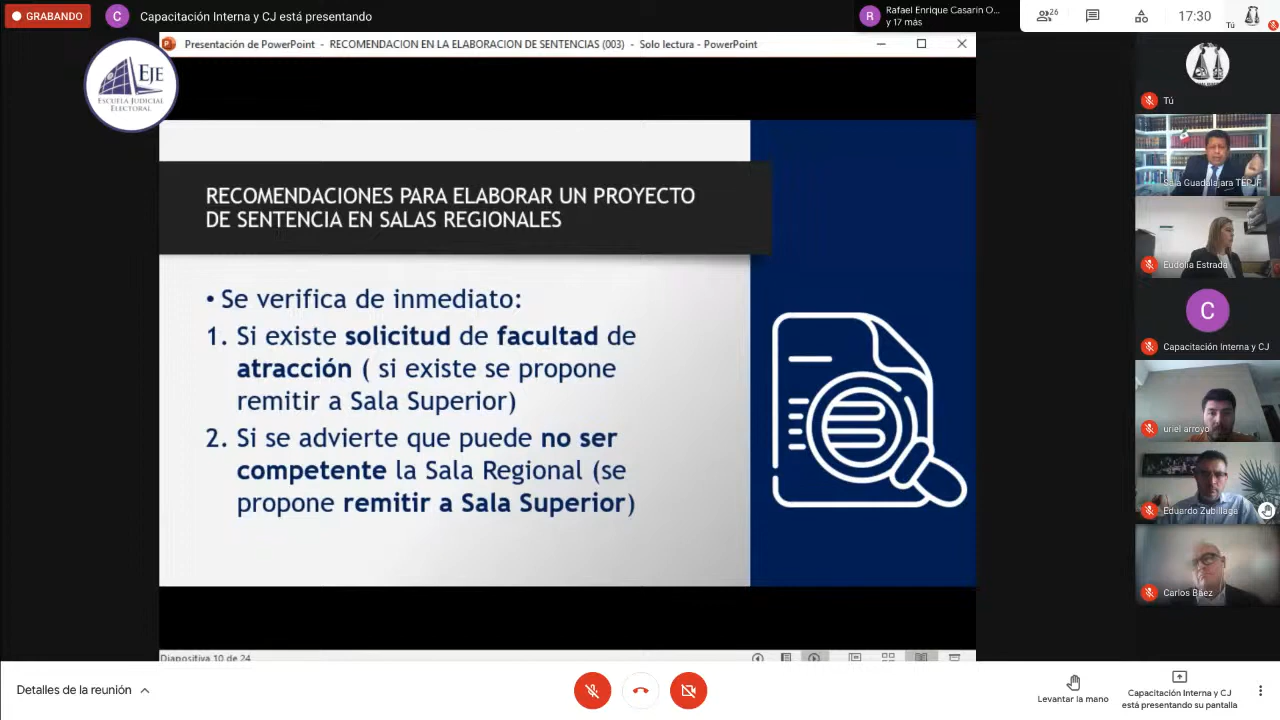 GRABANDO
C
Capacitación Interna y CJ está presentando
R
Rafael Enrique Casarin O...
y 17 más
26
17:30
Tú
Presentación de PowerPoint - RECOMENDACION EN LA ELABORACION DE SENTENCIAS (003) - Solo lectura - PowerPoint
EJE
ESCUELA JUDICIAL
ELECTORAL
RECOMENDACIONES PARA ELABORAR UN PROYECTO
DE SENTENCIA EN SALAS REGIONALES
• Se verifica de inmediato:
1. Si existe solicitud de facultad de
atracción ( si existe se propone
remitir a Sala Superior)
2. Si se advierte que puede no ser
competente la Sala Regional (se
propone remitir a Sala Superior)
Diapositiva 10 de 24
Tú
Sala Guadalajara TEPJF
Eudolia Estrada
C
Capacitación Interna y CJ
uriel arroyo
Eduardo Zubillaga
Carlos Báez
Detalles de la reunión
Levantar la mano
Capacitación Interna y CJ
está presentando su pantalla